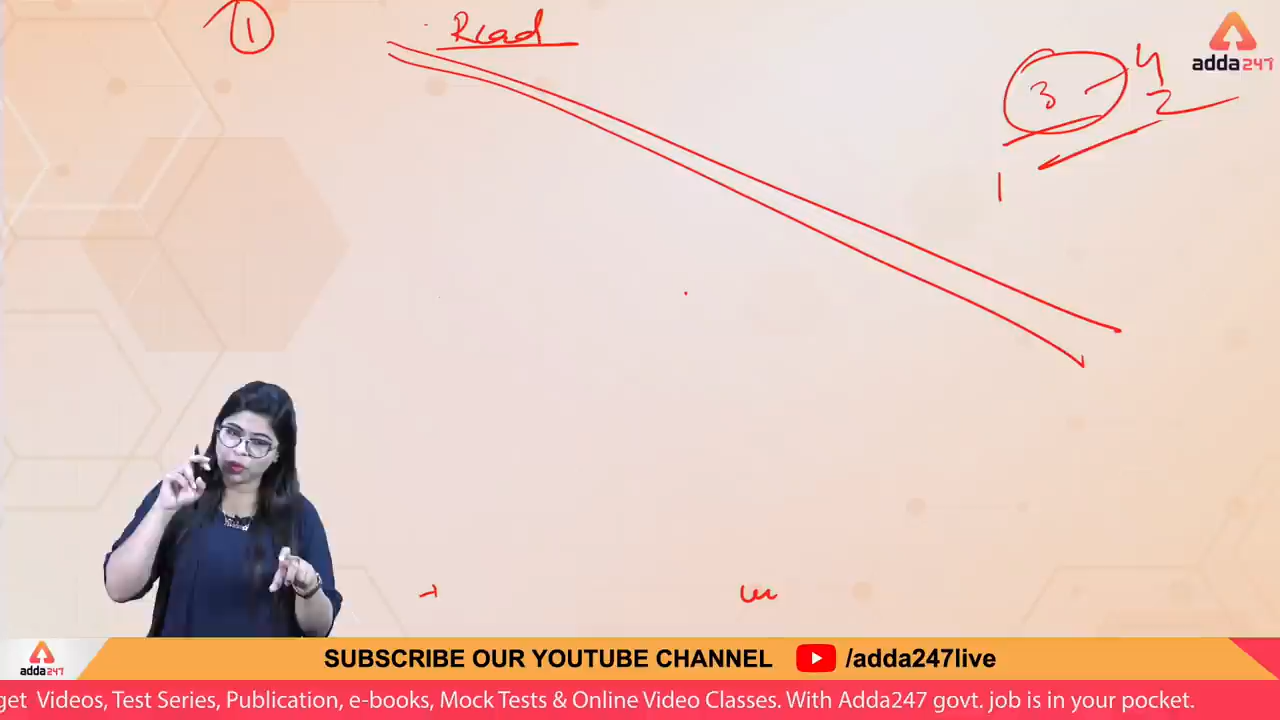 1
Read
3 - 4
2
1
adda247
SUBSCRIBE OUR YOUTUBE CHANNEL /adda247live
adda247
get Videos, Test Series, Publication, e-books, Mock Tests & Online Video Classes. With Adda247 govt. job is in your pocket.